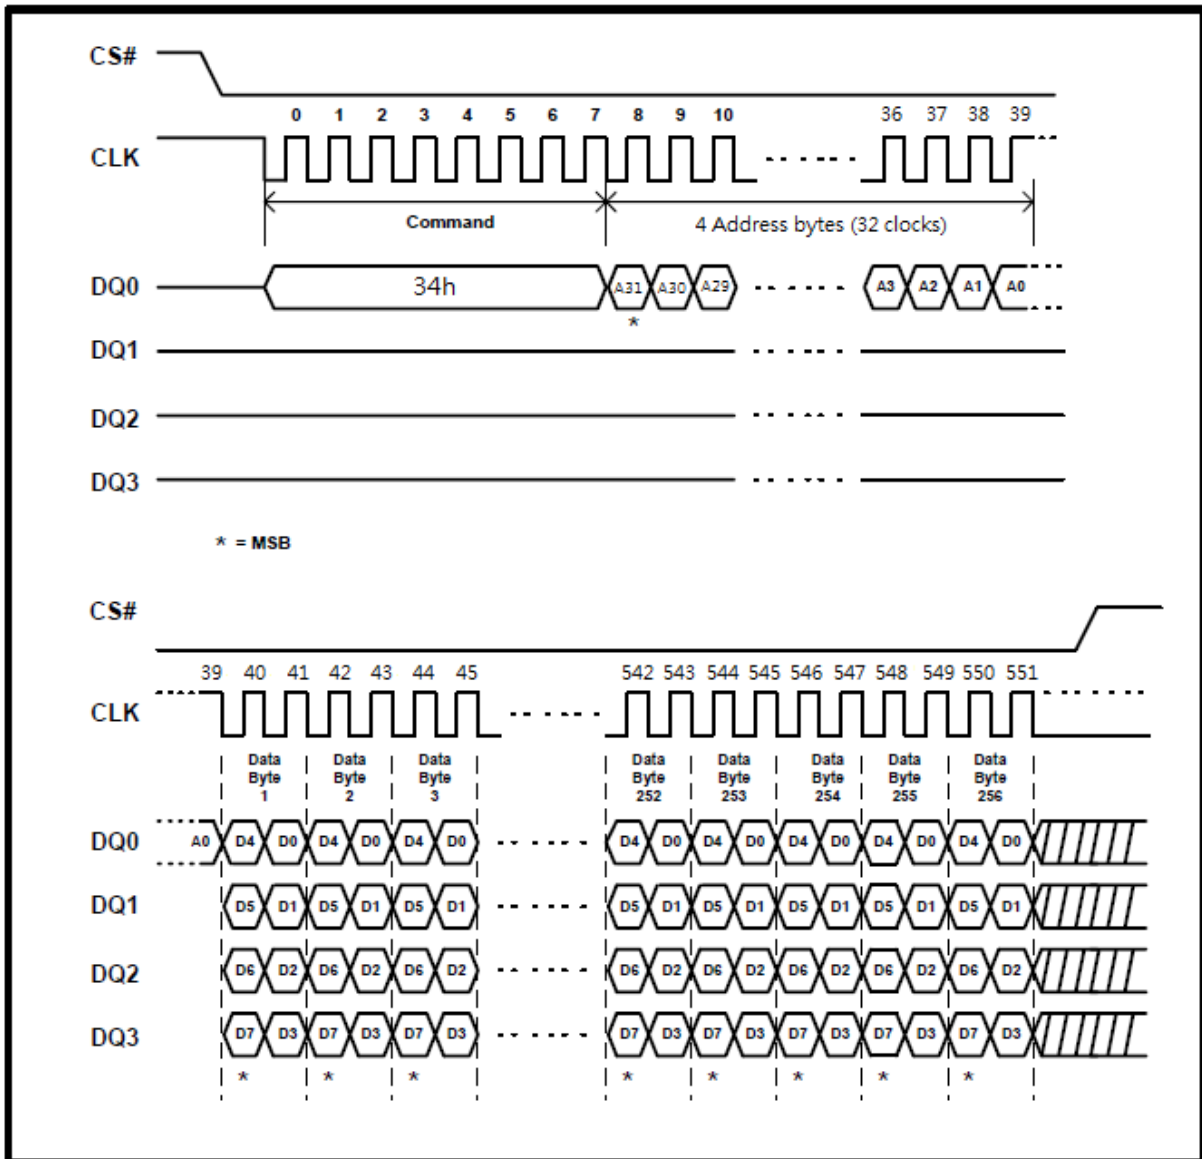 CS#
0 1 2 3 4 5 6 7 8 9 10 36 37 38 39
CLK
Command 4 Address bytes (32 clocks)
DQ0 34h A31 A30 A29 A3 A2 A1 A0
*
DQ1
DQ2
DQ3
* = MSB
CS#
39 40 41 42 43 44 45 542 543 544 545 546 547 548 549 550 551
CLK
Data Data Data Data Data Data Data Data
Byte Byte Byte Byte Byte Byte Byte Byte
1 2 3 252 253 254 255 256
DQ0 A0 D4 D0 D4 D0 D4 D0 D4 D0 D4 D0 D4 D0 D4 D0 D4 D0
DQ1 D5 D1 D5 D1 D5 D1 D5 D1 D5 D1 D5 D1 D5 D1 D5 D1
DQ2 D6 D2 D6 D2 D6 D2 D6 D2 D6 D2 D6 D2 D6 D2 D6 D2
DQ3 D7 D3 D7 D3 D7 D3 D7 D3 D7 D3 D7 D3 D7 D3 D7 D3
* * * * * * * *